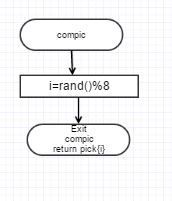 compic
i=rand()%8
Exit
compic
return pick{i}